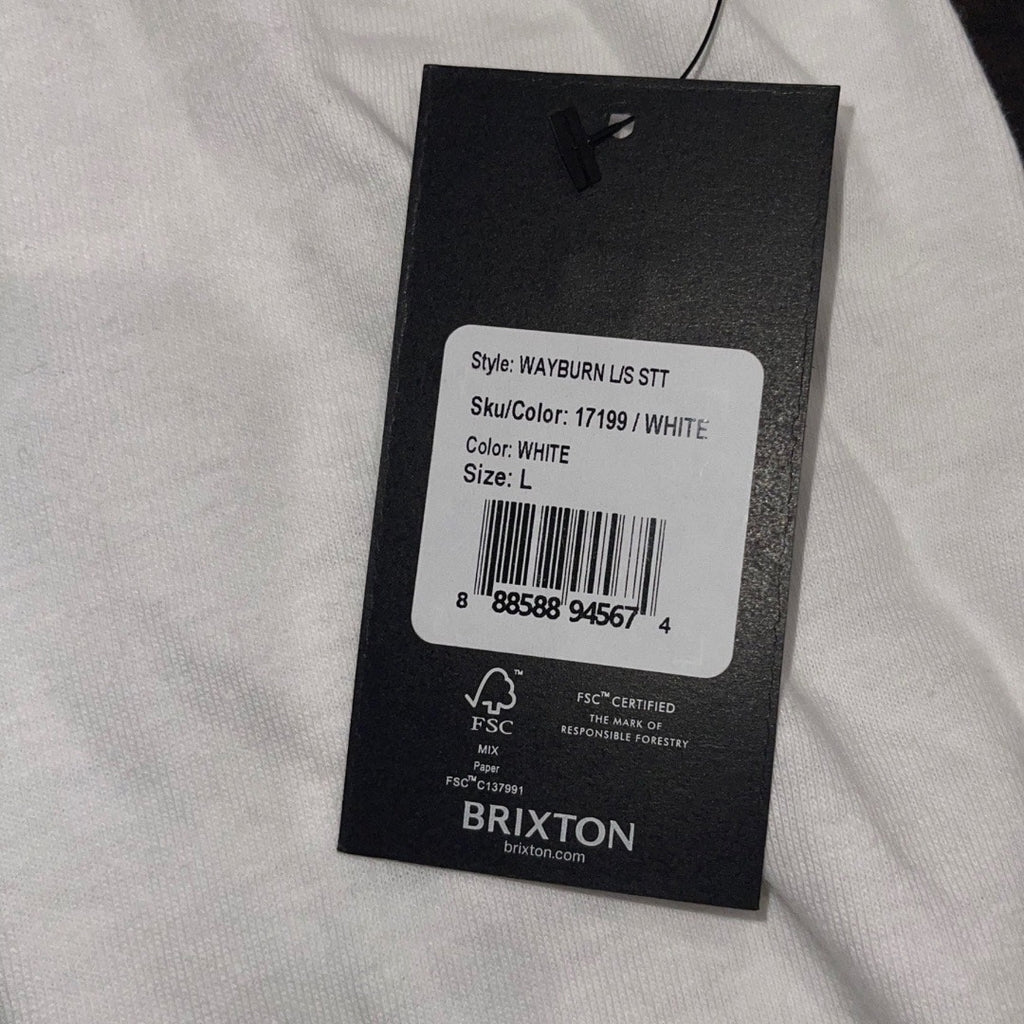 Style: WAYBURN L/S STT
Sku/Color: 17199 / WHITE
Color: WHITE
Size: L
8 88588 94567 4
FSC™
FSC™ CERTIFIED
THE MARK OF
RESPONSIBLE FORESTRY
MIX
Paper
FSC™ C137991
BRIXTON
brixton.com